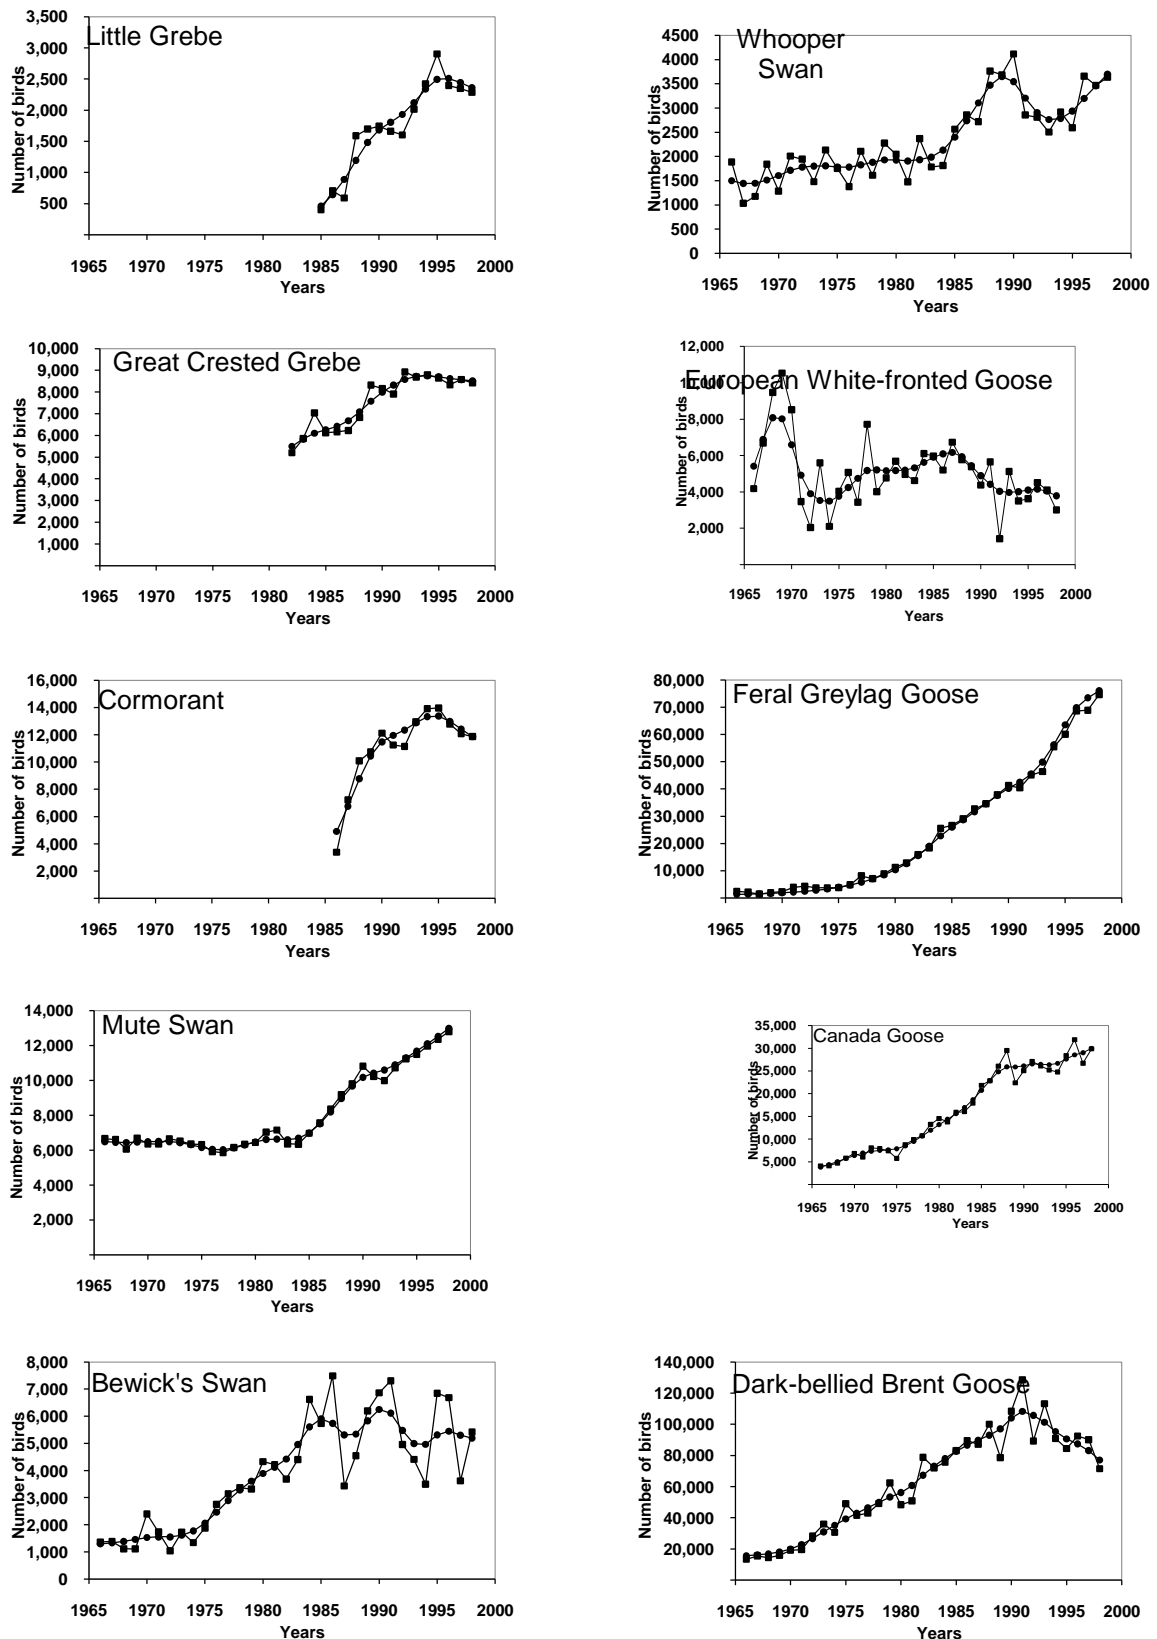 Little Grebe
Number of birds
3,500
3,000
2,500
2,000
1,500
1,000
500
1965 1970 1975 1980 1985 1990 1995 2000
Years
Whooper
Swan
Number of birds
4500
4000
3500
3000
2500
2000
1500
1000
500
0
1965 1970 1975 1980 1985 1990 1995 2000
Years
Great Crested Grebe
Number of birds
10,000
9,000
8,000
7,000
6,000
5,000
4,000
3,000
2,000
1,000
1965 1970 1975 1980 1985 1990 1995 2000
Years
European White-fronted Goose
Number of birds
12,000
10,000
8,000
6,000
4,000
2,000
1965 1970 1975 1980 1985 1990 1995 2000
Years
Cormorant
Number of birds
16,000
14,000
12,000
10,000
8,000
6,000
4,000
2,000
1965 1970 1975 1980 1985 1990 1995 2000
Years
Feral Greylag Goose
Number of birds
80,000
70,000
60,000
50,000
40,000
30,000
20,000
10,000
1965 1970 1975 1980 1985 1990 1995 2000
Years
Mute Swan
Number of birds
14,000
12,000
10,000
8,000
6,000
4,000
2,000
1965 1970 1975 1980 1985 1990 1995 2000
Years
Canada Goose
Number of birds
35,000
30,000
25,000
20,000
15,000
10,000
5,000
1965 1970 1975 1980 1985 1990 1995 2000
Years
Bewick's Swan
Number of birds
8,000
7,000
6,000
5,000
4,000
3,000
2,000
1,000
0
1965 1970 1975 1980 1985 1990 1995 2000
Years
Dark-bellied Brent Goose
Number of birds
140,000
120,000
100,000
80,000
60,000
40,000
20,000
1965 1970 1975 1980 1985 1990 1995 2000
Years